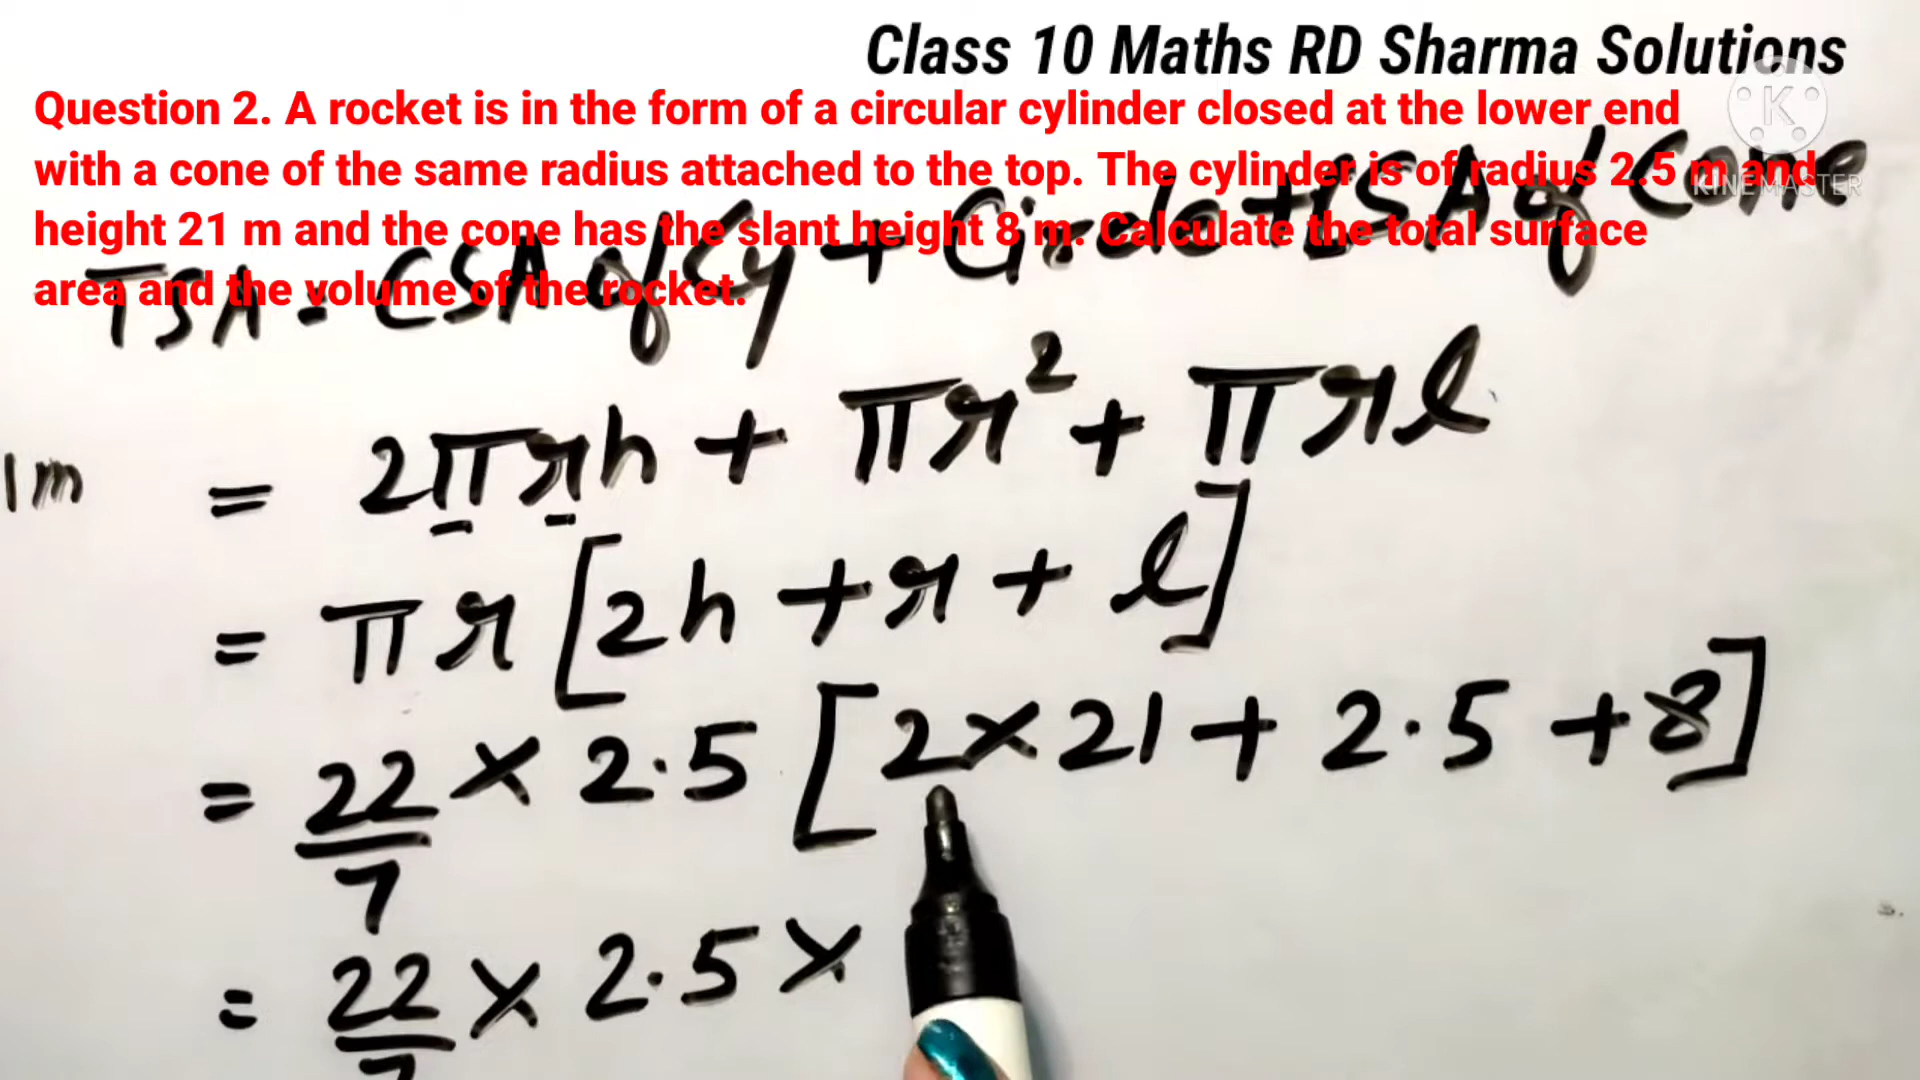 Class 10 Maths RD Sharma Solutions
Question 2. A rocket is in the form of a circular cylinder closed at the lower end
with a cone of the same radius attached to the top. The cylinder is of radius 2.5 m and
KINEMASTER
height 21 m and the cone has the slant height 8 m. Calculate the total surface
area and the volume of the rocket.
TSA = CSA of Cy + Circle + CSA of Cone
1m
= 2πrh + πr² + πrl
= πr [2h + r + l]
= 22/7 × 2.5 [2×21 + 2.5 + 8]
= 22/7 × 2.5 ×